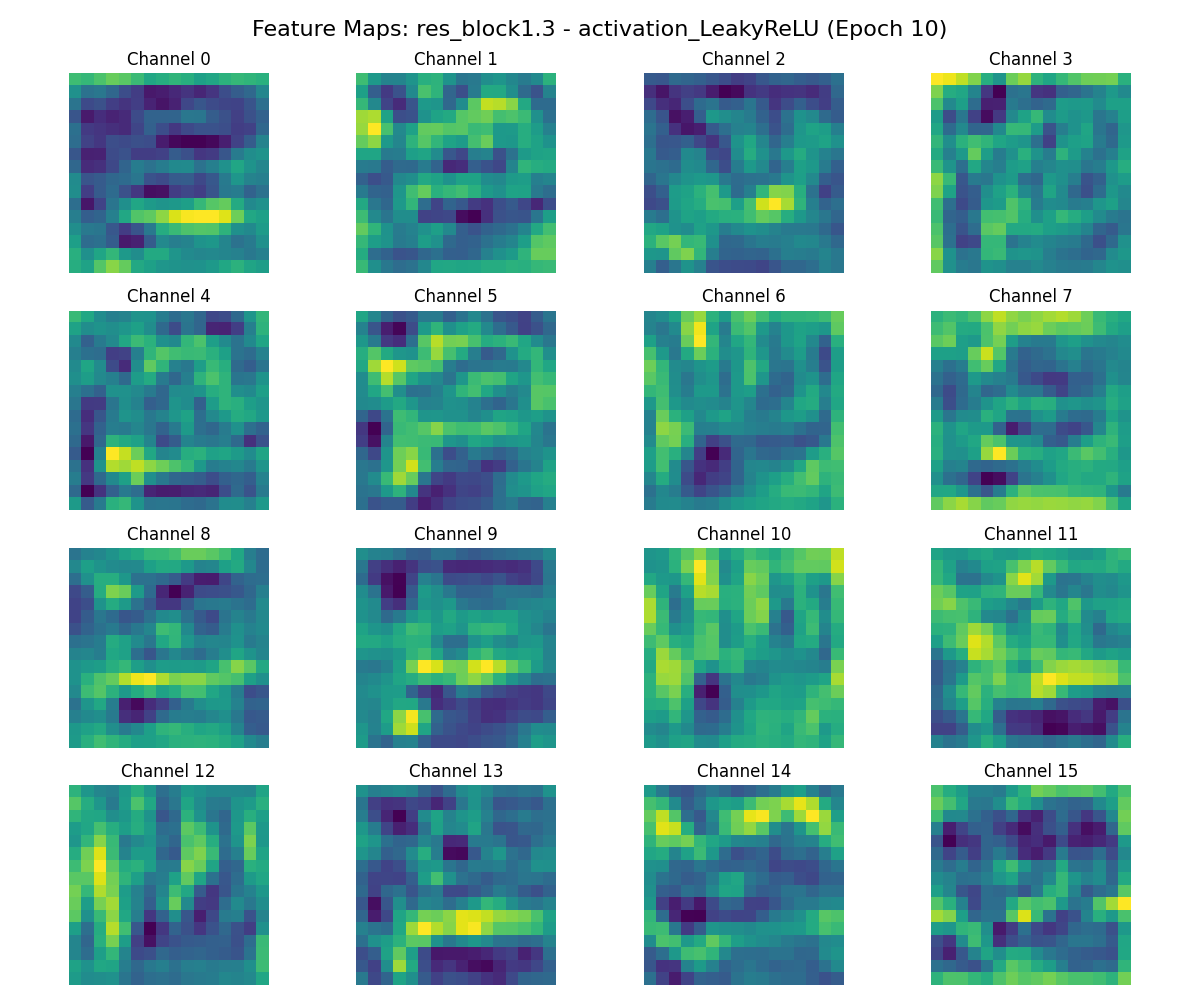 Feature Maps: res_block1.3 - activation_LeakyReLU (Epoch 10)
Channel 0
Channel 1
Channel 2
Channel 3
Channel 4
Channel 5
Channel 6
Channel 7
Channel 8
Channel 9
Channel 10
Channel 11
Channel 12
Channel 13
Channel 14
Channel 15